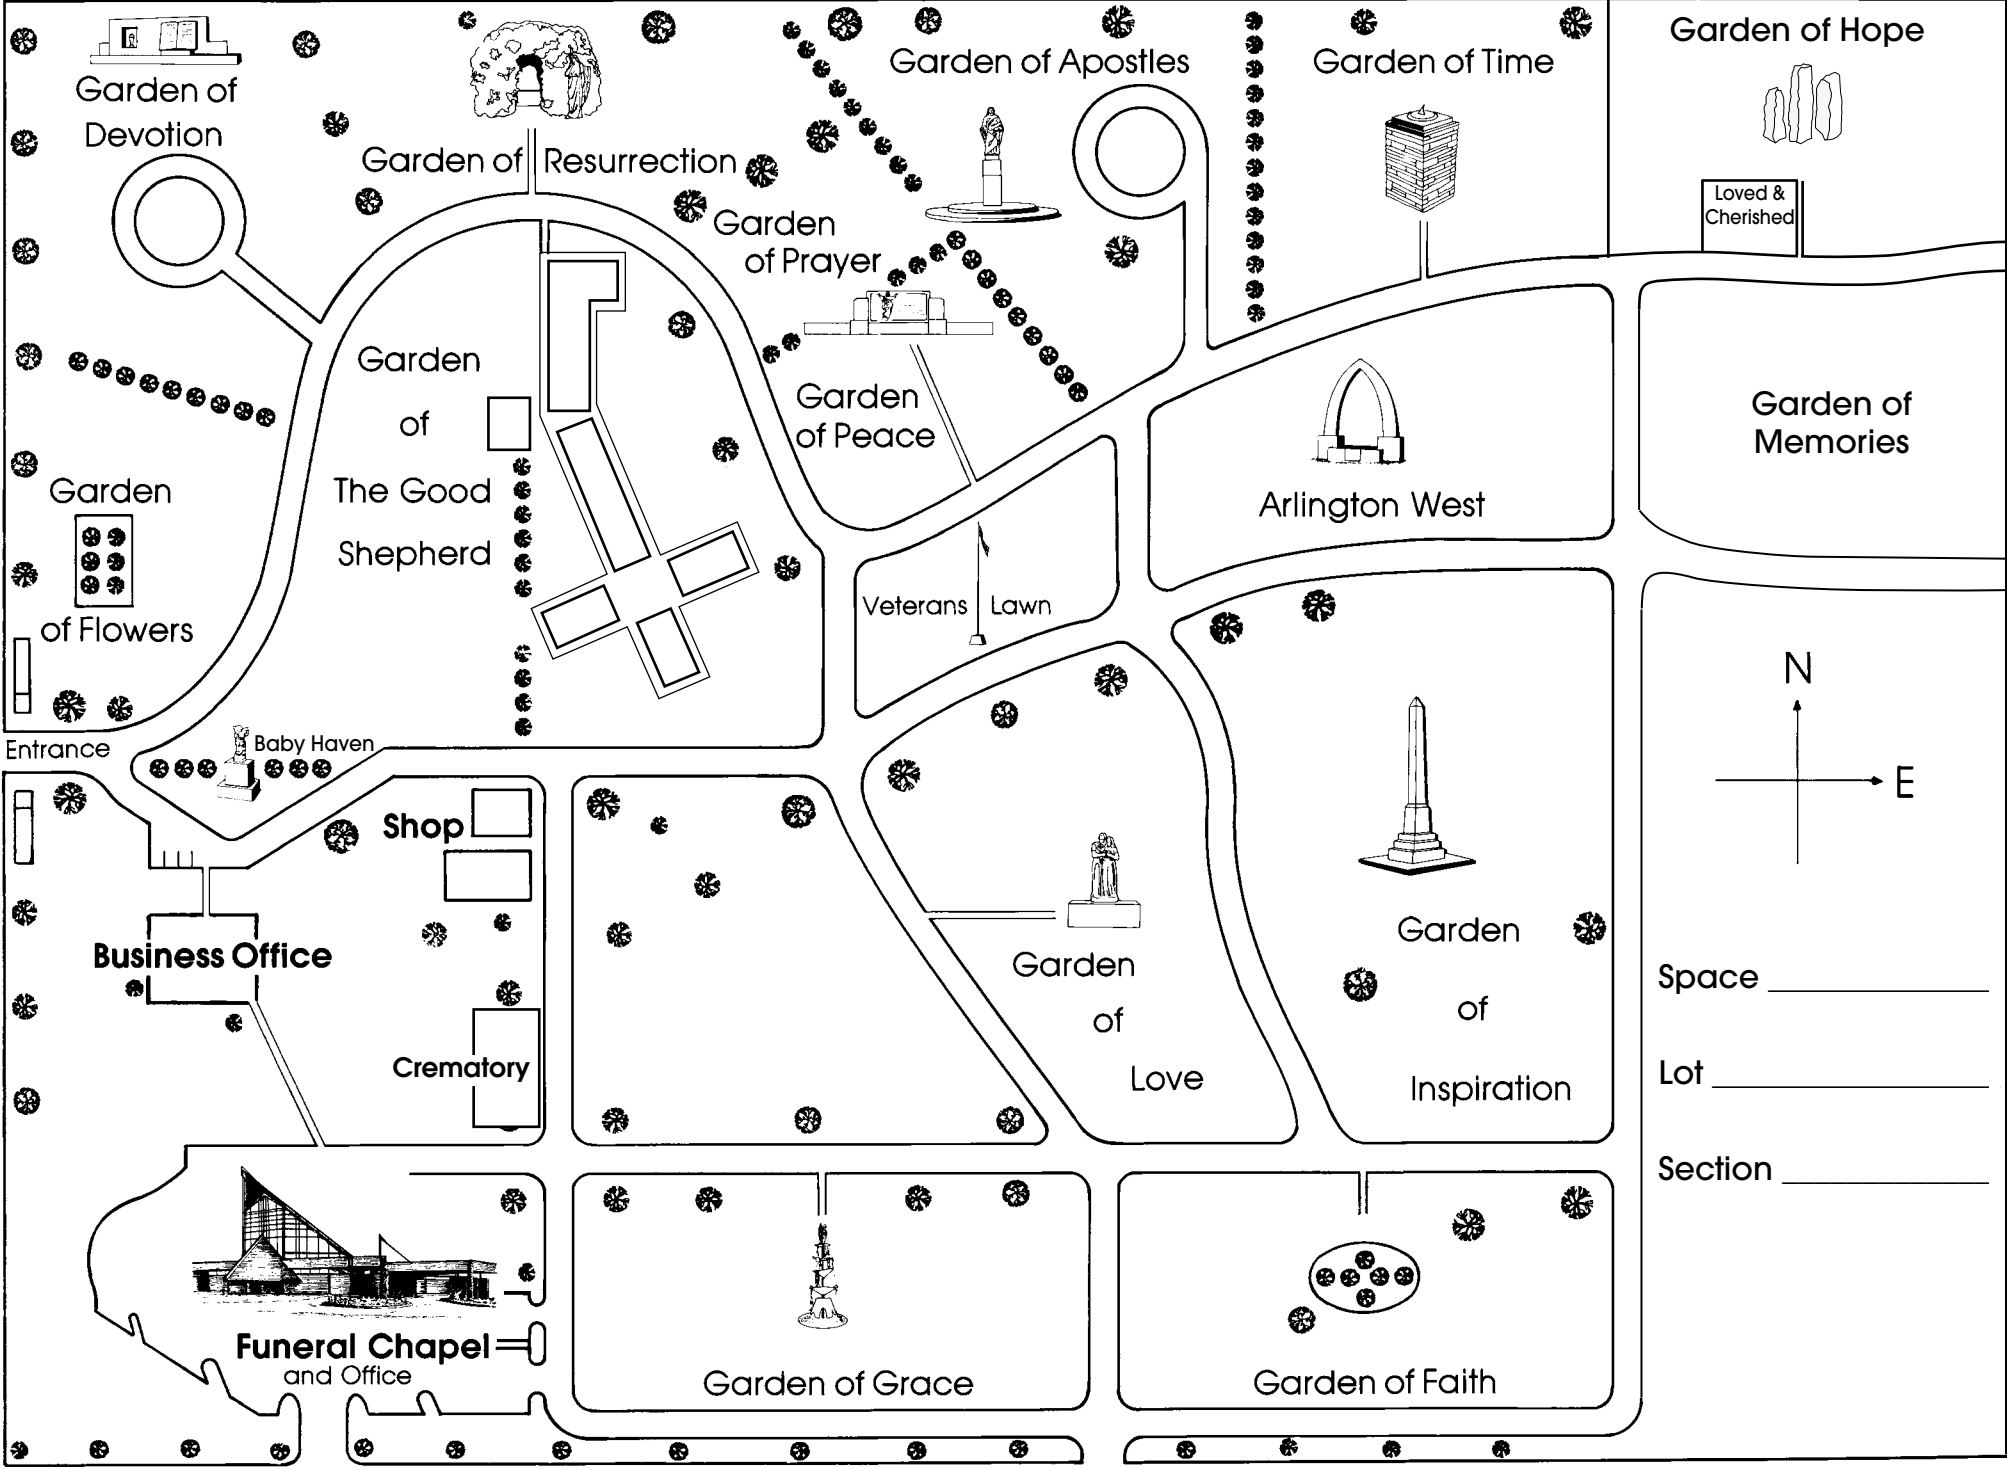 Garden of
Devotion
Garden of Resurrection
Garden of Apostles
Garden of Time
Garden of Hope
Loved &
Cherished
Garden
of Prayer
Garden
of
The Good
Shepherd
Garden
of Peace
Garden
of Flowers
Arlington West
Garden of
Memories
Veterans Lawn
Entrance
Baby Haven
Shop
Business Office
Crematory
Garden
of
Love
Garden
of
Inspiration
N
E
Space
Lot
Section
Funeral Chapel
and Office
Garden of Grace
Garden of Faith